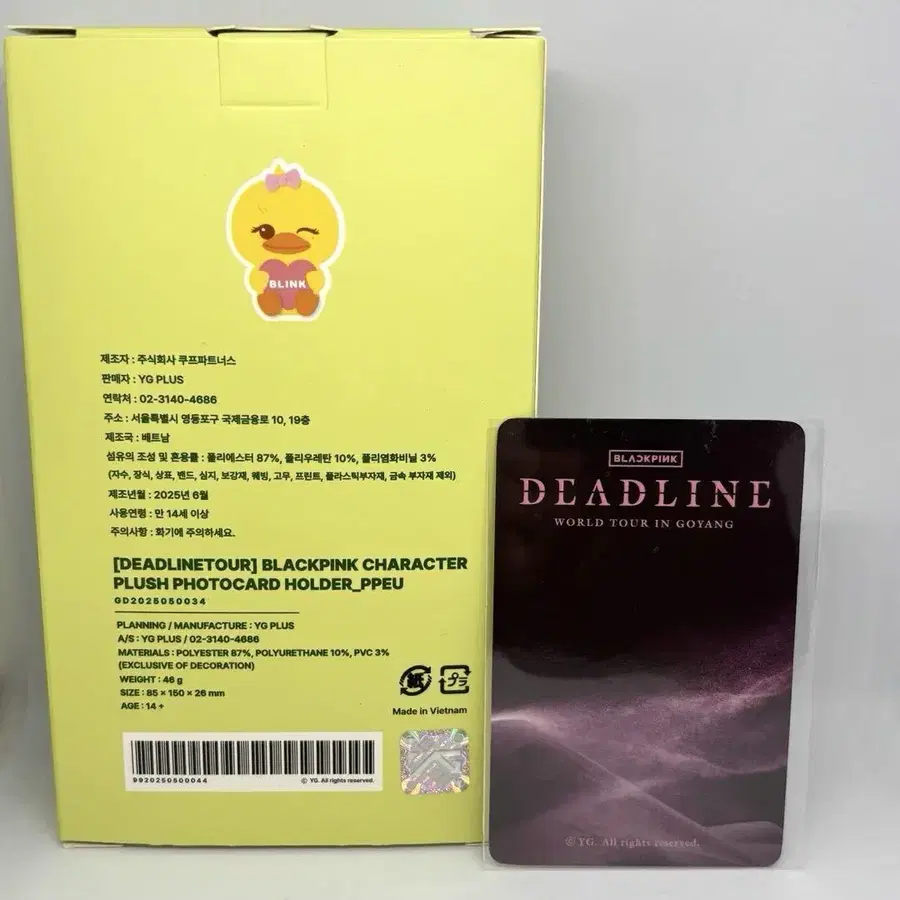 BLINK
제조자 : 주식회사 쿠프파트너스
판매자 : YG PLUS
연락처 : 02-3140-4686
주소 : 서울특별시 영등포구 국제금융로 10, 19층
제조국 : 베트남
섬유의 조성 및 혼용률 : 폴리에스터 87%, 폴리우레탄 10%, 폴리염화비닐 3%
(자수, 장식, 상표, 밴드, 심지, 보강재, 웨빙, 고무, 프린트, 플라스틱부자재, 금속 부자재 제외)
제조년월 : 2025년 6월
사용연령 : 만 14세 이상
주의사항 : 화기에 주의하세요.
[DEADLINETOUR] BLACKPINK CHARACTER
PLUSH PHOTOCARD HOLDER_PPEU
GD2025050034
PLANNING / MANUFACTURE : YG PLUS
A/S : YG PLUS / 02-3140-4686
MATERIALS : POLYESTER 87%, POLYURETHANE 10%, PVC 3%
(EXCLUSIVE OF DECORATION)
WEIGHT : 46 g
SIZE : 85 × 150 × 26 mm
AGE : 14 +
紙
プラ
Made in Vietnam
9920250500044
© YG. All rights reserved.
BLACKPINK
DEADLINE
WORLD TOUR IN GOYANG
© YG. All rights reserved.